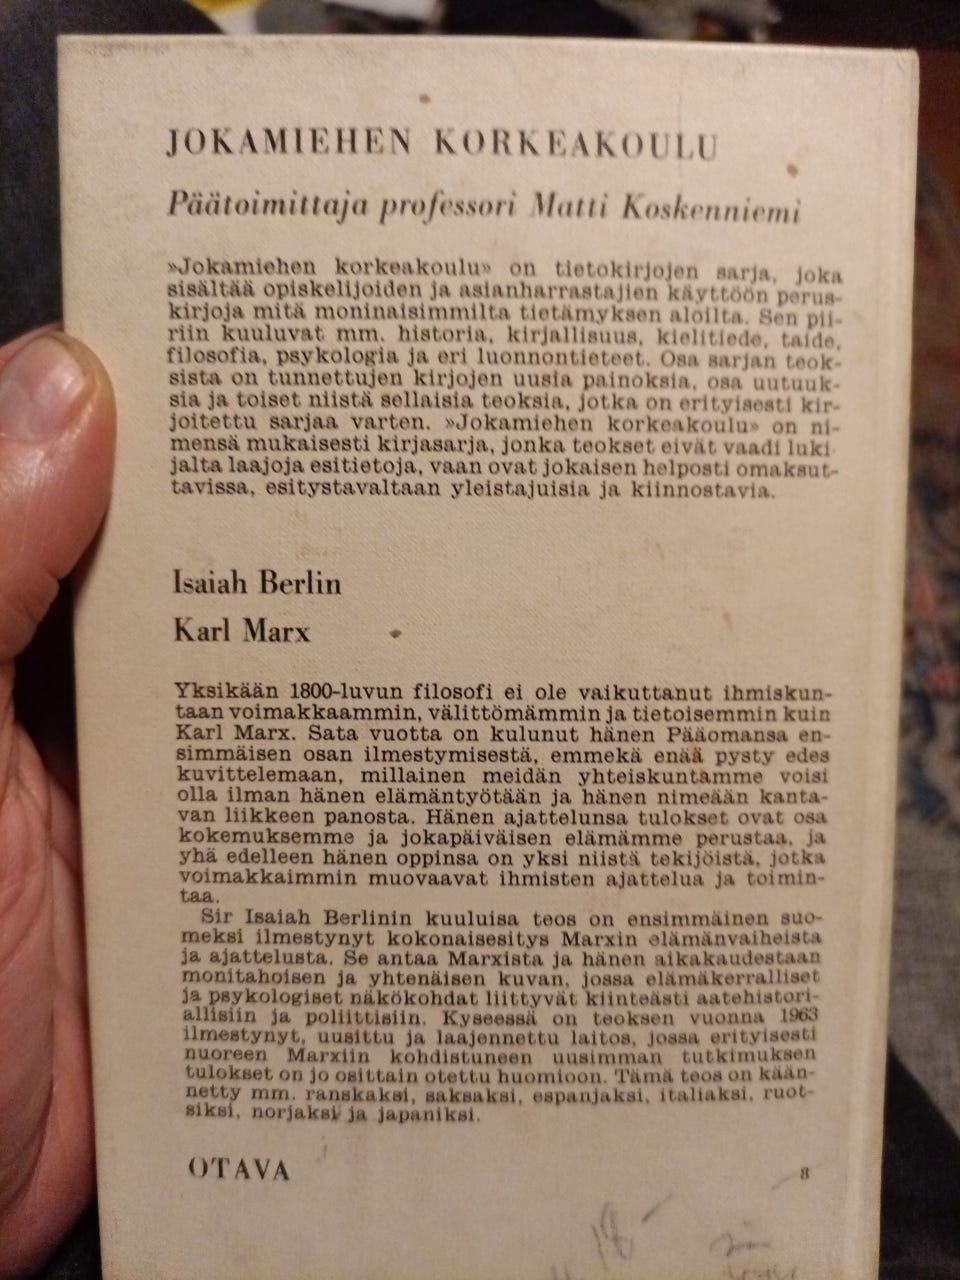 JOKAMIEHEN KORKEAKOULU
Päätoimittaja professori Matti Koskenniemi
»Jokamiehen korkeakoulu» on tietokirjojen sarja, joka
sisältää opiskelijoiden ja asianharrastajien käyttöön perus-
kirjoja mitä moninaisimmilta tietämyksen aloilta. Sen pii-
riin kuuluvat mm. historia, kirjallisuus, kielitiede, taide,
filosofia, psykologia ja eri luonnontieteet. Osa sarjan teok-
sista on tunnettujen kirjojen uusia painoksia, osa uutuuk-
sia ja toiset niistä sellaisia teoksia, jotka on erityisesti kir-
joitettu sarjaa varten. »Jokamiehen korkeakoulu» on ni-
mensä mukaisesti kirjasarja, jonka teokset eivät vaadi luki-
jalta laajoja esitietoja, vaan ovat jokaisen helposti omaksut-
tavissa, esitystavaltaan yleistajuisia ja kiinnostavia.
Isaiah Berlin
Karl Marx
Yksikään 1800-luvun filosofi ei ole vaikuttanut ihmiskun-
taan voimakkaammin, välittömämmin ja tietoisemmin kuin
Karl Marx. Sata vuotta on kulunut hänen Pääomansa en-
simmäisen osan ilmestymisestä, emmekä enää pysty edes
kuvittelemaan, millainen meidän yhteiskuntamme voisi
olla ilman hänen elämäntyötään ja hänen nimeään kanta-
van liikkeen panosta. Hänen ajattelunsa tulokset ovat osa
kokemuksemme ja jokapäiväisen elämämme perustaa, ja
yhä edelleen hänen oppinsa on yksi niistä tekijöistä, jotka
voimakkaimmin muovaavat ihmisten ajattelua ja toimin-
taa.
Sir Isaiah Berlinin kuuluisa teos on ensimmäinen suo-
meksi ilmestynyt kokonaisesitys Marxin elämänvaiheista
ja ajattelusta. Se antaa Marxista ja hänen aikakaudestaan
monitahoisen ja yhtenäisen kuvan, jossa elämäkerralliset
ja psykologiset näkökohdat liittyvät kiinteästi aatehistori-
allisiin ja poliittisiin. Kyseessä on teoksen vuonna 1963
ilmestynyt, uusittu ja laajennettu laitos, jossa erityisesti
nuoreen Marxiin kohdistuneen uusimman tutkimuksen
tulokset on jo osittain otettu huomioon. Tämä teos on kään-
netty mm. ranskaksi, saksaksi, espanjaksi, italiaksi, ruot-
siksi, norjaksi ja japaniksi.
OTAVA
8